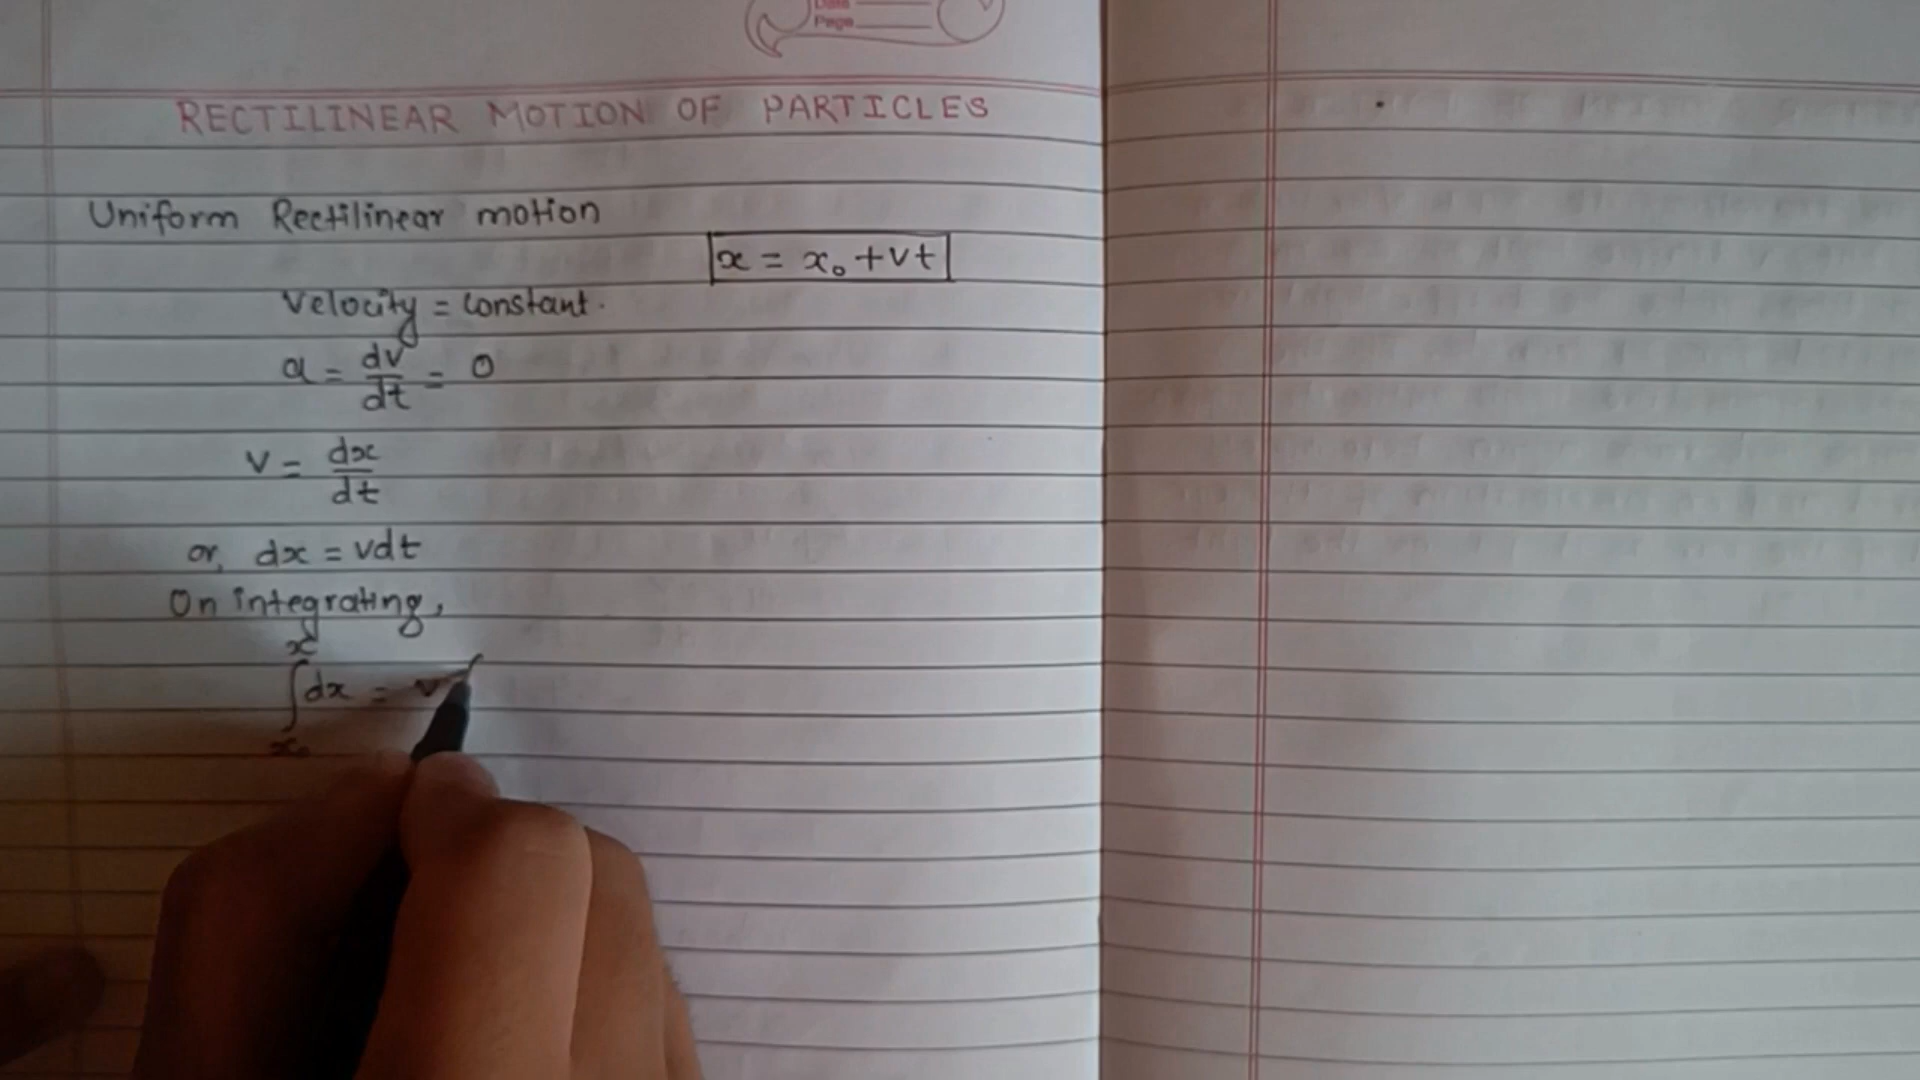 Date
Page
RECTILINEAR MOTION OF PARTICLES
Uniform Rectilinear motion
x = x₀ + vt
Velocity = constant.
a = dv/dt = 0
v = dx/dt
or, dx = vdt
On integrating,
∫ₓ₀ˣ dx = v∫